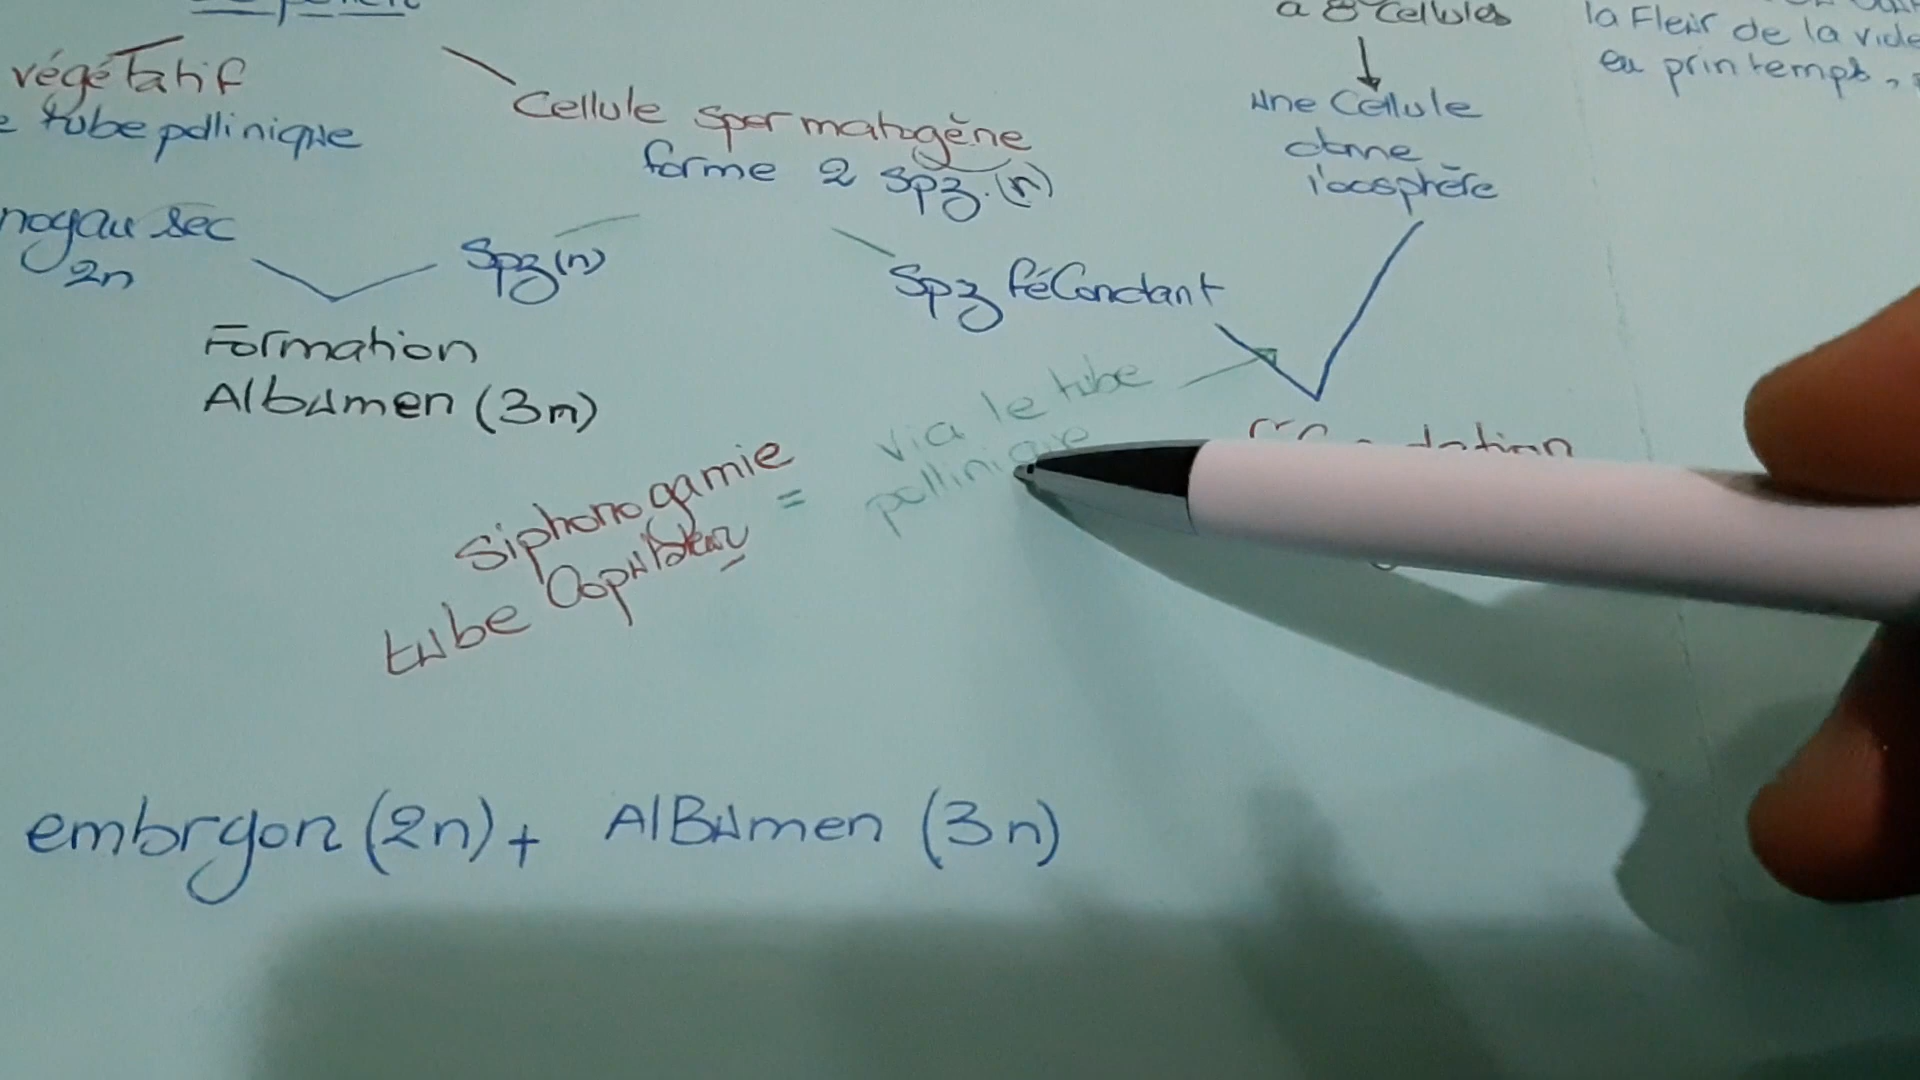 à 8 Cellules
la Fleur de la
en printemps,
végétatif
tube pollinique
Cellule spermatogène
forme 2 spz.(n)
une Cellule
donne
l'oosphère
noyau sec
2n
Spz(n)
Spz féCondant
Formation
Albumen (3n)
via le tube
pollinique
siphonogamie =
tube Copulateur
embryon (2n) + AlBumen (3n)